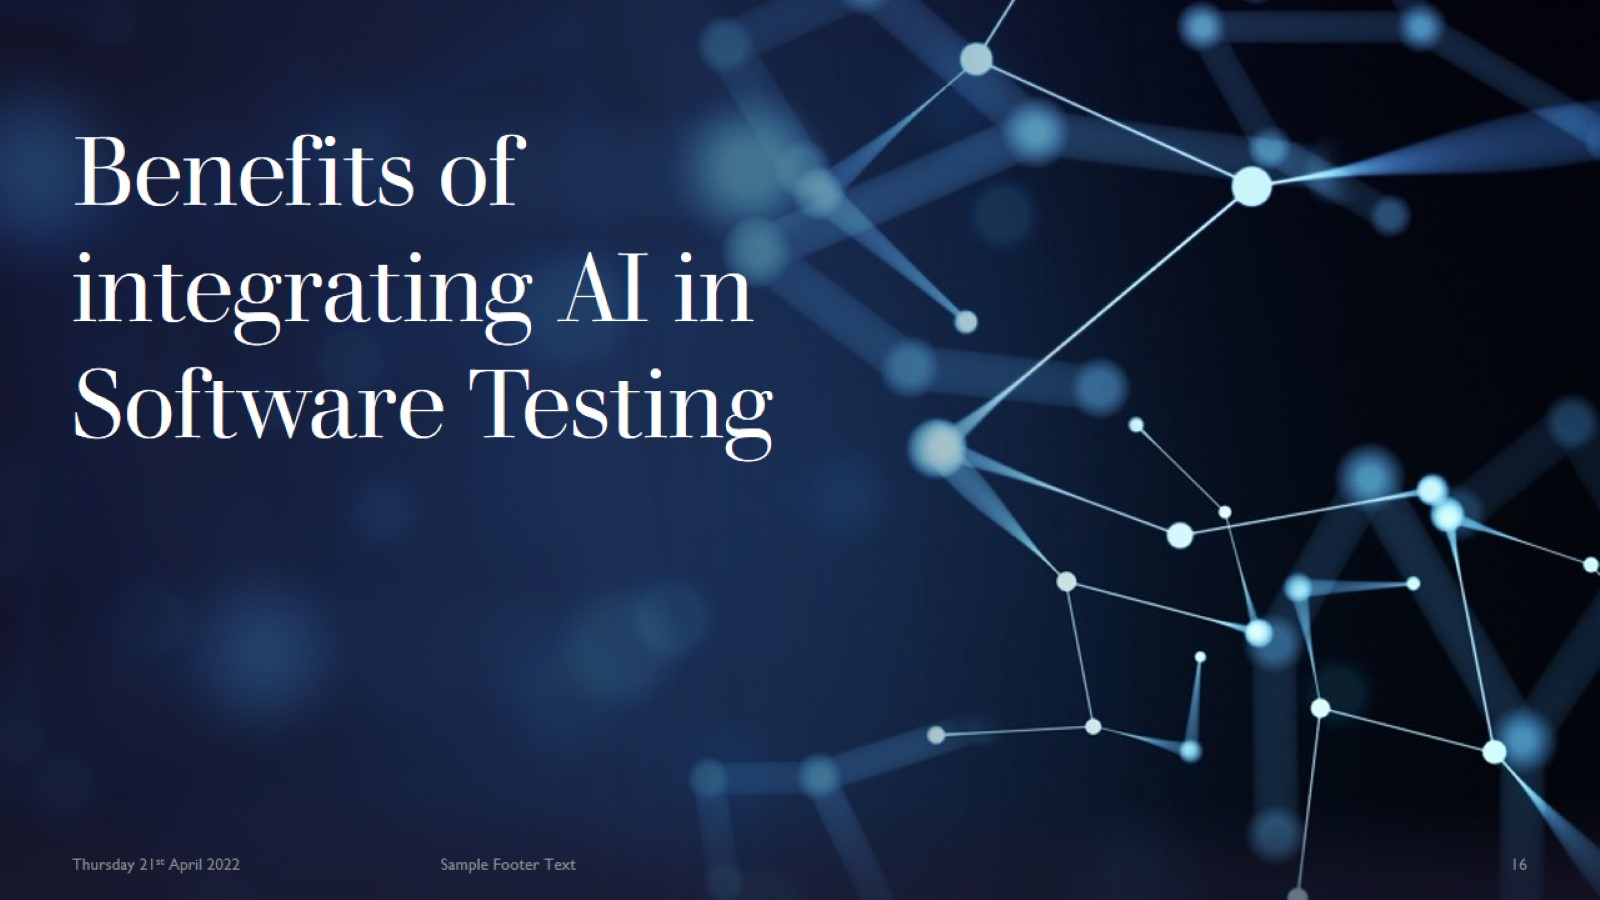 Benefits of
integrating AI in
Software Testing
Thursday 21st April 2022
Sample Footer Text
16